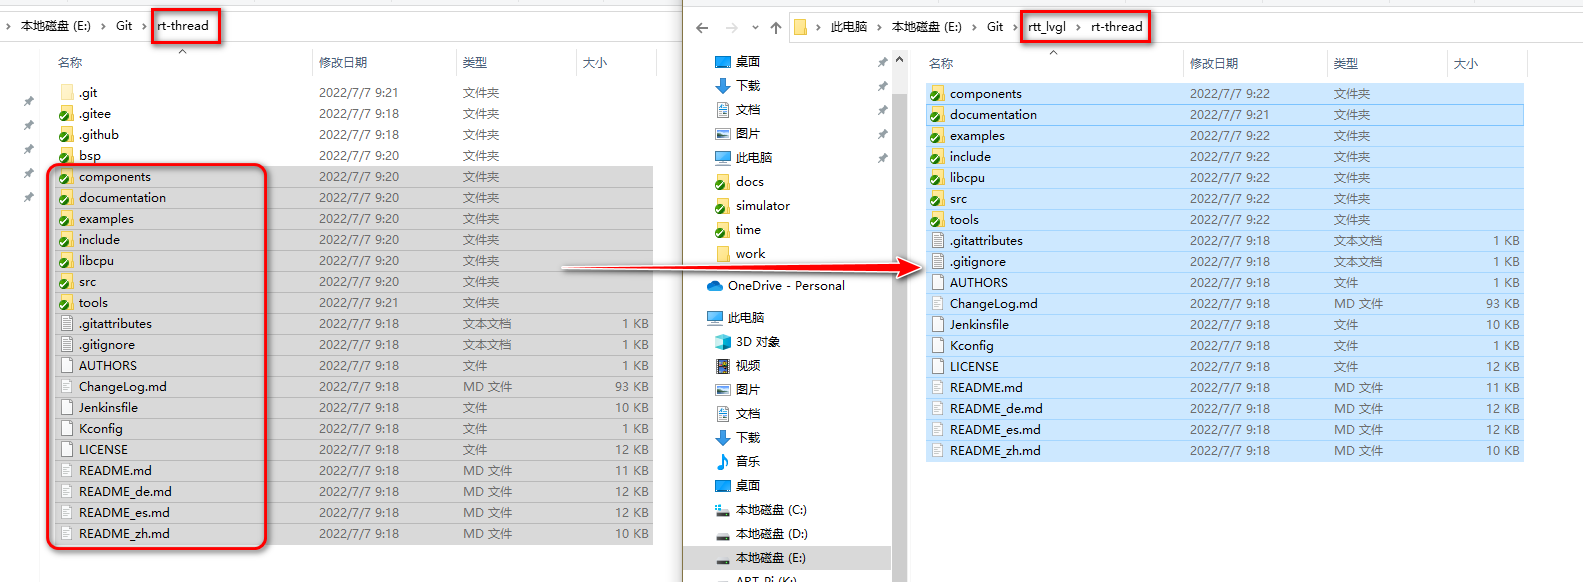 本地磁盘 (E:) › Git › rt-thread
名称 修改日期 类型 大小
.git 2022/7/7 9:21 文件夹
.gitee 2022/7/7 9:18 文件夹
.github 2022/7/7 9:18 文件夹
bsp 2022/7/7 9:20 文件夹
components 2022/7/7 9:20 文件夹
documentation 2022/7/7 9:20 文件夹
examples 2022/7/7 9:20 文件夹
include 2022/7/7 9:20 文件夹
libcpu 2022/7/7 9:20 文件夹
src 2022/7/7 9:20 文件夹
tools 2022/7/7 9:21 文件夹
.gitattributes 2022/7/7 9:18 文本文档 1 KB
.gitignore 2022/7/7 9:18 文本文档 1 KB
AUTHORS 2022/7/7 9:18 文件 1 KB
ChangeLog.md 2022/7/7 9:18 MD 文件 93 KB
Jenkinsfile 2022/7/7 9:18 文件 10 KB
Kconfig 2022/7/7 9:18 文件 1 KB
LICENSE 2022/7/7 9:18 文件 12 KB
README.md 2022/7/7 9:18 MD 文件 11 KB
README_de.md 2022/7/7 9:18 MD 文件 12 KB
README_es.md 2022/7/7 9:18 MD 文件 12 KB
README_zh.md 2022/7/7 9:18 MD 文件 10 KB
此电脑 › 本地磁盘 (E:) › Git › rtt_lvgl › rt-thread
桌面
下载
文档
图片
此电脑
docs
simulator
time
work
OneDrive - Personal
此电脑
3D 对象
视频
图片
文档
下载
音乐
桌面
本地磁盘 (C:)
本地磁盘 (D:)
本地磁盘 (E:)
ART-Pi (K:)
名称 修改日期 类型 大小
components 2022/7/7 9:22 文件夹
documentation 2022/7/7 9:21 文件夹
examples 2022/7/7 9:22 文件夹
include 2022/7/7 9:22 文件夹
libcpu 2022/7/7 9:22 文件夹
src 2022/7/7 9:22 文件夹
tools 2022/7/7 9:22 文件夹
.gitattributes 2022/7/7 9:18 文本文档 1 KB
.gitignore 2022/7/7 9:18 文本文档 1 KB
AUTHORS 2022/7/7 9:18 文件 1 KB
ChangeLog.md 2022/7/7 9:18 MD 文件 93 KB
Jenkinsfile 2022/7/7 9:18 文件 10 KB
Kconfig 2022/7/7 9:18 文件 1 KB
LICENSE 2022/7/7 9:18 文件 12 KB
README.md 2022/7/7 9:18 MD 文件 11 KB
README_de.md 2022/7/7 9:18 MD 文件 12 KB
README_es.md 2022/7/7 9:18 MD 文件 12 KB
README_zh.md 2022/7/7 9:18 MD 文件 10 KB